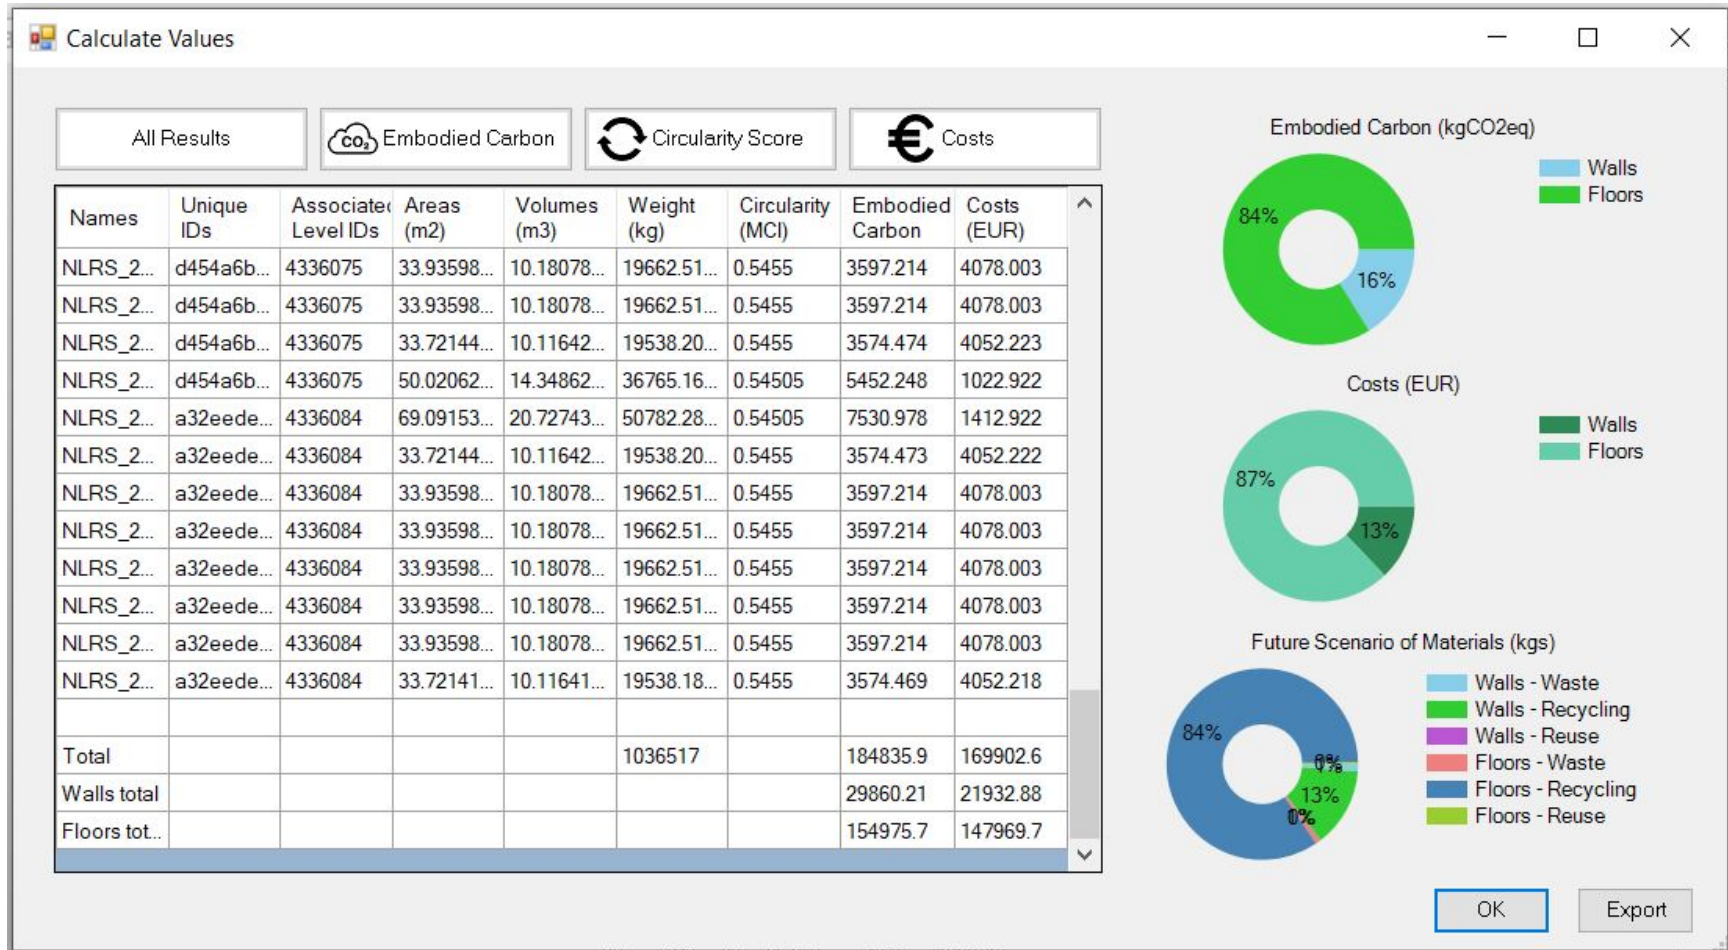 Calculate Values
All Results
CO₂ Embodied Carbon
Circularity Score
€ Costs
Names Unique IDs Associate Level IDs Areas (m2) Volumes (m3) Weight (kg) Circularity (MCI) Embodied Carbon Costs (EUR)
NLRS_2... d454a6b... 4336075 33.93598... 10.18078... 19662.51... 0.5455 3597.214 4078.003
NLRS_2... d454a6b... 4336075 33.93598... 10.18078... 19662.51... 0.5455 3597.214 4078.003
NLRS_2... d454a6b... 4336075 33.72144... 10.11642... 19538.20... 0.5455 3574.474 4052.223
NLRS_2... d454a6b... 4336075 50.02062... 14.34862... 36765.16... 0.54505 5452.248 1022.922
NLRS_2... a32eede... 4336084 69.09153... 20.72743... 50782.28... 0.54505 7530.978 1412.922
NLRS_2... a32eede... 4336084 33.72144... 10.11642... 19538.20... 0.5455 3574.473 4052.222
NLRS_2... a32eede... 4336084 33.93598... 10.18078... 19662.51... 0.5455 3597.214 4078.003
NLRS_2... a32eede... 4336084 33.93598... 10.18078... 19662.51... 0.5455 3597.214 4078.003
NLRS_2... a32eede... 4336084 33.93598... 10.18078... 19662.51... 0.5455 3597.214 4078.003
NLRS_2... a32eede... 4336084 33.93598... 10.18078... 19662.51... 0.5455 3597.214 4078.003
NLRS_2... a32eede... 4336084 33.93598... 10.18078... 19662.51... 0.5455 3597.214 4078.003
NLRS_2... a32eede... 4336084 33.72141... 10.11641... 19538.18... 0.5455 3574.469 4052.218
Total 1036517 184835.9 169902.6
Walls total 29860.21 21932.88
Floors tot... 154975.7 147969.7
Embodied Carbon (kgCO2eq)
Walls
Floors
84%
16%
Costs (EUR)
Walls
Floors
87%
13%
Future Scenario of Materials (kgs)
Walls - Waste
Walls - Recycling
Walls - Reuse
Floors - Waste
Floors - Recycling
Floors - Reuse
84%
13%
OK
Export